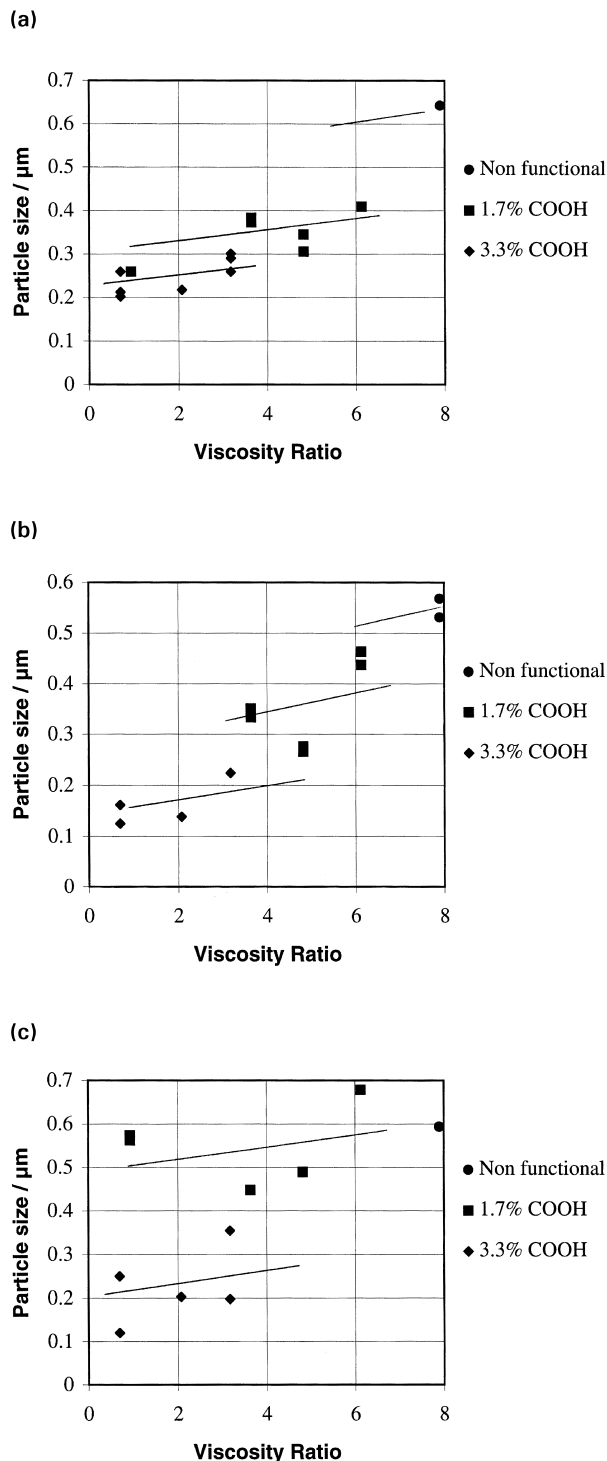 (a)
0.7
0.6
0.5
0.4
0.3
0.2
0.1
0
0 2 4 6 8
Particle size / µm
Viscosity Ratio
Non functional
1.7% COOH
3.3% COOH
(b)
0.6
0.5
0.4
0.3
0.2
0.1
0
0 2 4 6 8
Particle size / µm
Viscosity Ratio
Non functional
1.7% COOH
3.3% COOH
(c)
0.7
0.6
0.5
0.4
0.3
0.2
0.1
0
0 2 4 6 8
Particle size / µm
Viscosity Ratio
Non functional
1.7% COOH
3.3% COOH